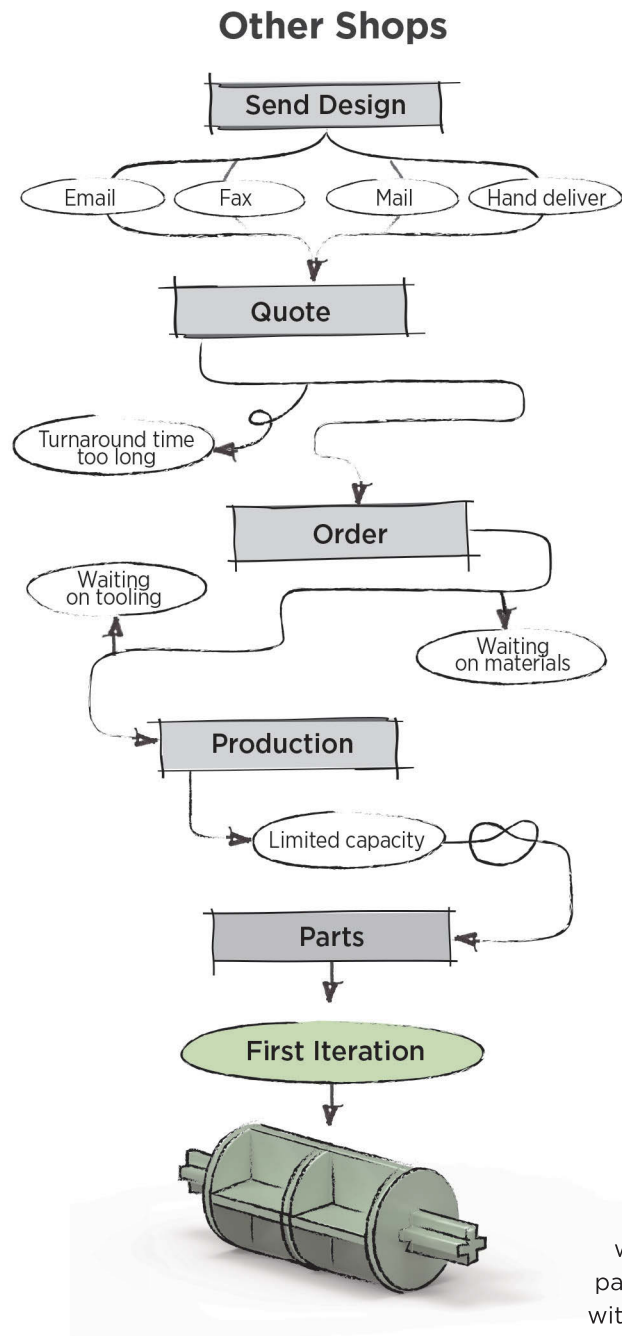 Other Shops
Send Design
Email
Fax
Mail
Hand deliver
Quote
Turnaround time
too long
Order
Waiting
on tooling
Waiting
on materials
Production
Limited capacity
Parts
First Iteration